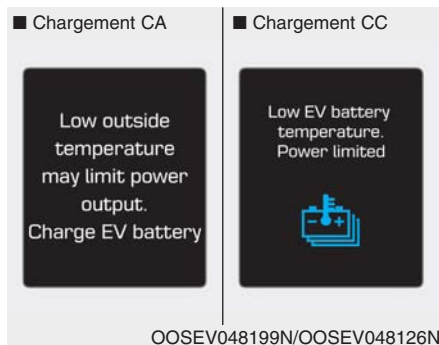 ■ Chargement CA
■ Chargement CC
Low outside
temperature
may limit power
output.
Charge EV battery
Low EV battery
temperature.
Power limited
OOSEV048199N/OOSEV048126N